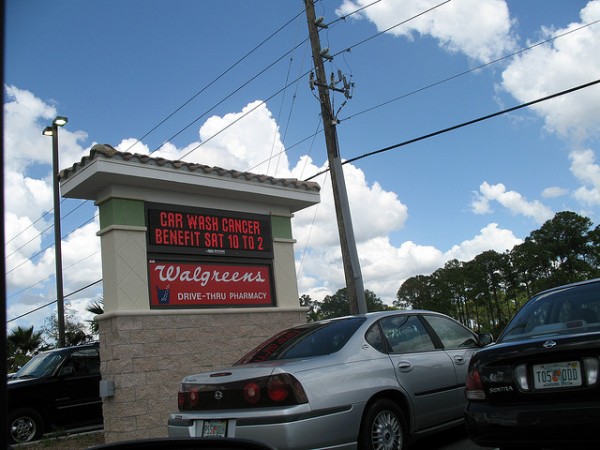 CAR WASH CANCER
BENEFIT SAT 10 TO 2
Walgreens
DRIVE-THRU PHARMACY